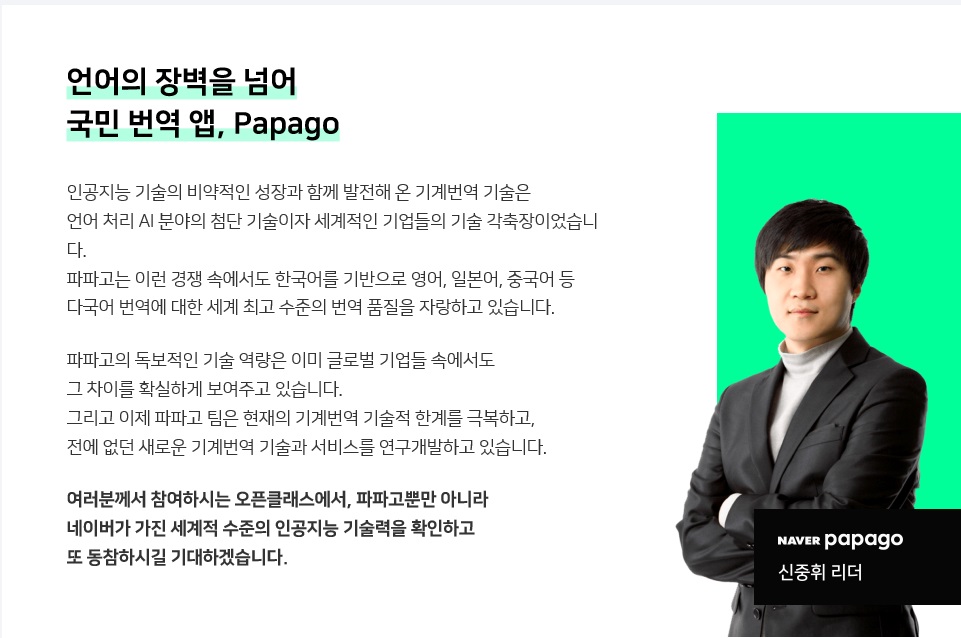 언어의 장벽을 넘어
국민 번역 앱, Papago
인공지능 기술의 비약적인 성장과 함께 발전해 온 기계번역 기술은
언어 처리 AI 분야의 첨단 기술이자 세계적인 기업들의 기술 각축장이었습니
다.
파파고는 이런 경쟁 속에서도 한국어를 기반으로 영어, 일본어, 중국어 등
다국어 번역에 대한 세계 최고 수준의 번역 품질을 자랑하고 있습니다.
파파고의 독보적인 기술 역량은 이미 글로벌 기업들 속에서도
그 차이를 확실하게 보여주고 있습니다.
그리고 이제 파파고 팀은 현재의 기계번역 기술적 한계를 극복하고,
전에 없던 새로운 기계번역 기술과 서비스를 연구개발하고 있습니다.
여러분께서 참여하시는 오픈클래스에서, 파파고뿐만 아니라
네이버가 가진 세계적 수준의 인공지능 기술력을 확인하고
또 동참하시길 기대하겠습니다.
NAVER papago
신중휘 리더